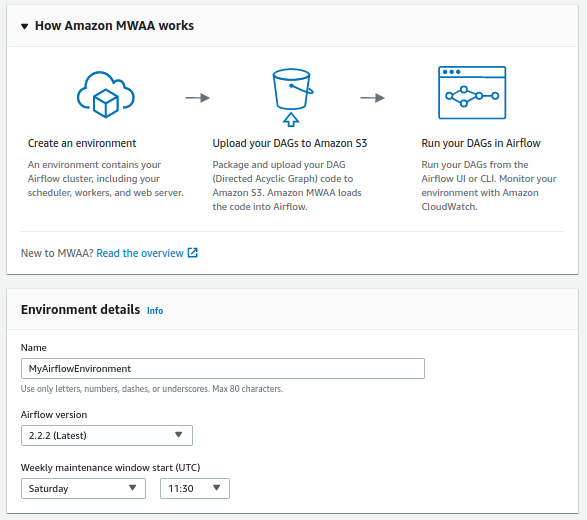 How Amazon MWAA works
Create an environment
An environment contains your
Airflow cluster, including your
scheduler, workers, and web server.
Upload your DAGs to Amazon S3
Package and upload your DAG
(Directed Acyclic Graph) code to
Amazon S3. Amazon MWAA loads
the code into Airflow.
Run your DAGs in Airflow
Run your DAGs from the
Airflow UI or CLI. Monitor your
environment with Amazon
CloudWatch.
New to MWAA? Read the overview
Environment details Info
Name
MyAirflowEnvironment
Use only letters, numbers, dashes, or underscores. Max 80 characters.
Airflow version
2.2.2 (Latest)
Weekly maintenance window start (UTC)
Saturday 11:30